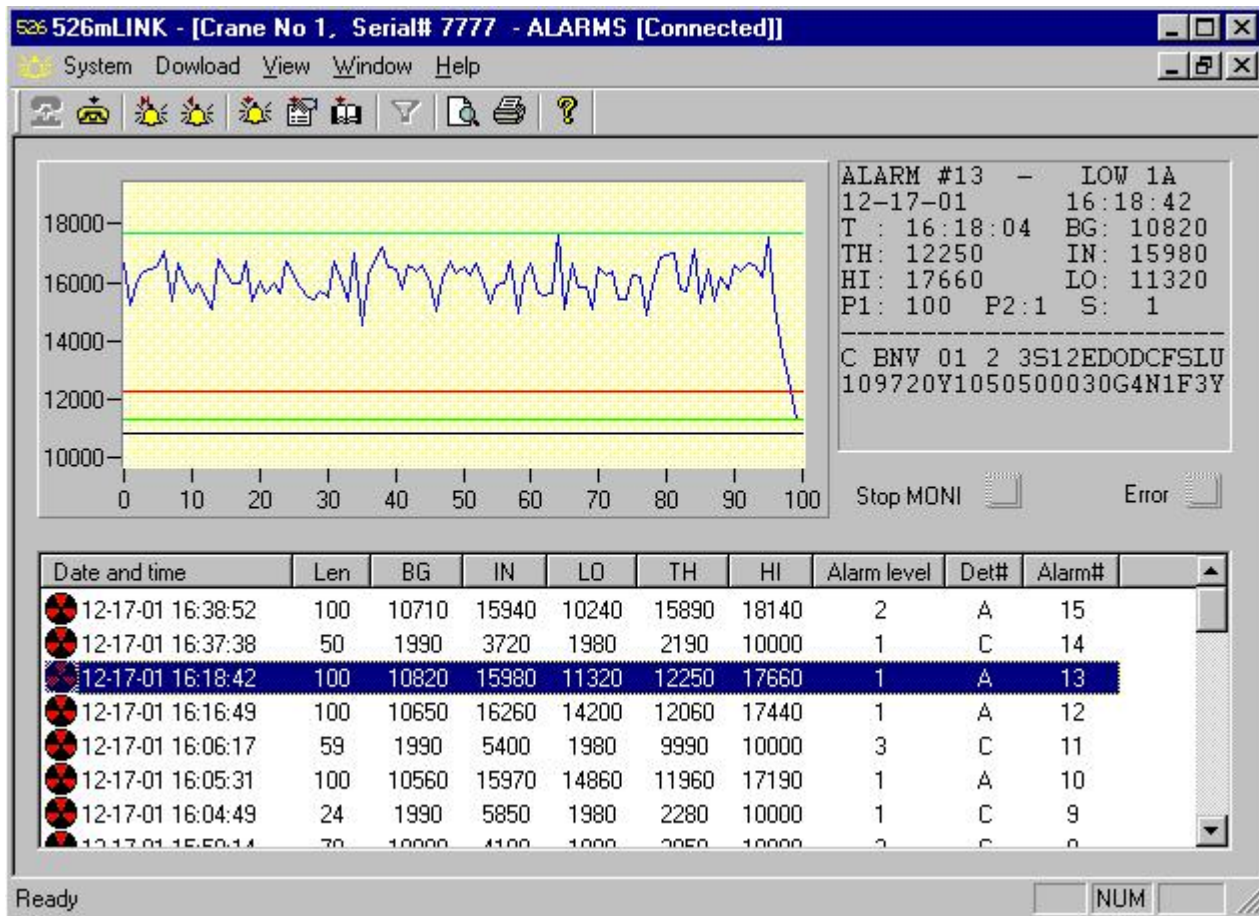 526 526mLINK - [Crane No 1, Serial# 7777 - ALARMS [Connected]]
System Dowload View Window Help
18000
16000
14000
12000
10000
0 10 20 30 40 50 60 70 80 90 100
ALARM #13 – LOW 1A
12–17–01 16:18:42
T : 16:18:04 BG: 10820
TH: 12250 IN: 15980
HI: 17660 LO: 11320
P1: 100 P2:1 S: 1
----------------------------
C BNV 01 2 3S12EDODCFSLU
109720Y1050500030G4N1F3Y
Stop MONI Error
Date and time Len BG IN LO TH HI Alarm level Det# Alarm#
12-17-01 16:38:52 100 10710 15940 10240 15890 18140 2 A 15
12-17-01 16:37:38 50 1990 3720 1980 2190 10000 1 C 14
12-17-01 16:18:42 100 10820 15980 11320 12250 17660 1 A 13
12-17-01 16:16:49 100 10650 16260 14200 12060 17440 1 A 12
12-17-01 16:06:17 59 1990 5400 1980 9990 10000 3 C 11
12-17-01 16:05:31 100 10560 15970 14860 11960 17190 1 A 10
12-17-01 16:04:49 24 1990 5850 1980 2280 10000 1 C 9
Ready NUM